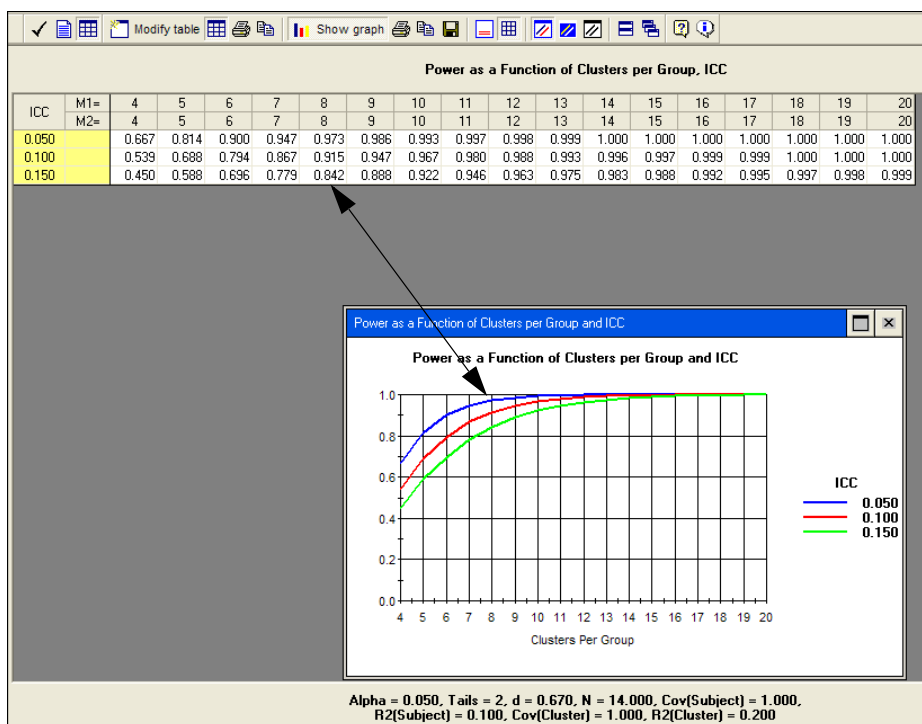 Modify table Show graph
Power as a Function of Clusters per Group, ICC
ICC M1= 4 5 6 7 8 9 10 11 12 13 14 15 16 17 18 19 20
M2= 4 5 6 7 8 9 10 11 12 13 14 15 16 17 18 19 20
0.050 0.667 0.814 0.900 0.947 0.973 0.986 0.993 0.997 0.998 0.999 1.000 1.000 1.000 1.000 1.000 1.000 1.000
0.100 0.539 0.688 0.794 0.867 0.915 0.947 0.967 0.980 0.988 0.993 0.996 0.997 0.999 0.999 1.000 1.000 1.000
0.150 0.450 0.588 0.696 0.779 0.842 0.888 0.922 0.946 0.963 0.975 0.983 0.988 0.992 0.995 0.997 0.998 0.999
Power as a Function of Clusters per Group and ICC
Power as a Function of Clusters per Group and ICC
1.0
0.8
0.6
0.4
0.2
0.0
4 5 6 7 8 9 10 11 12 13 14 15 16 17 18 19 20
Clusters Per Group
ICC
0.050
0.100
0.150
Alpha = 0.050, Tails = 2, d = 0.670, N = 14.000, Cov(Subject) = 1.000,
R2(Subject) = 0.100, Cov(Cluster) = 1.000, R2(Cluster) = 0.200